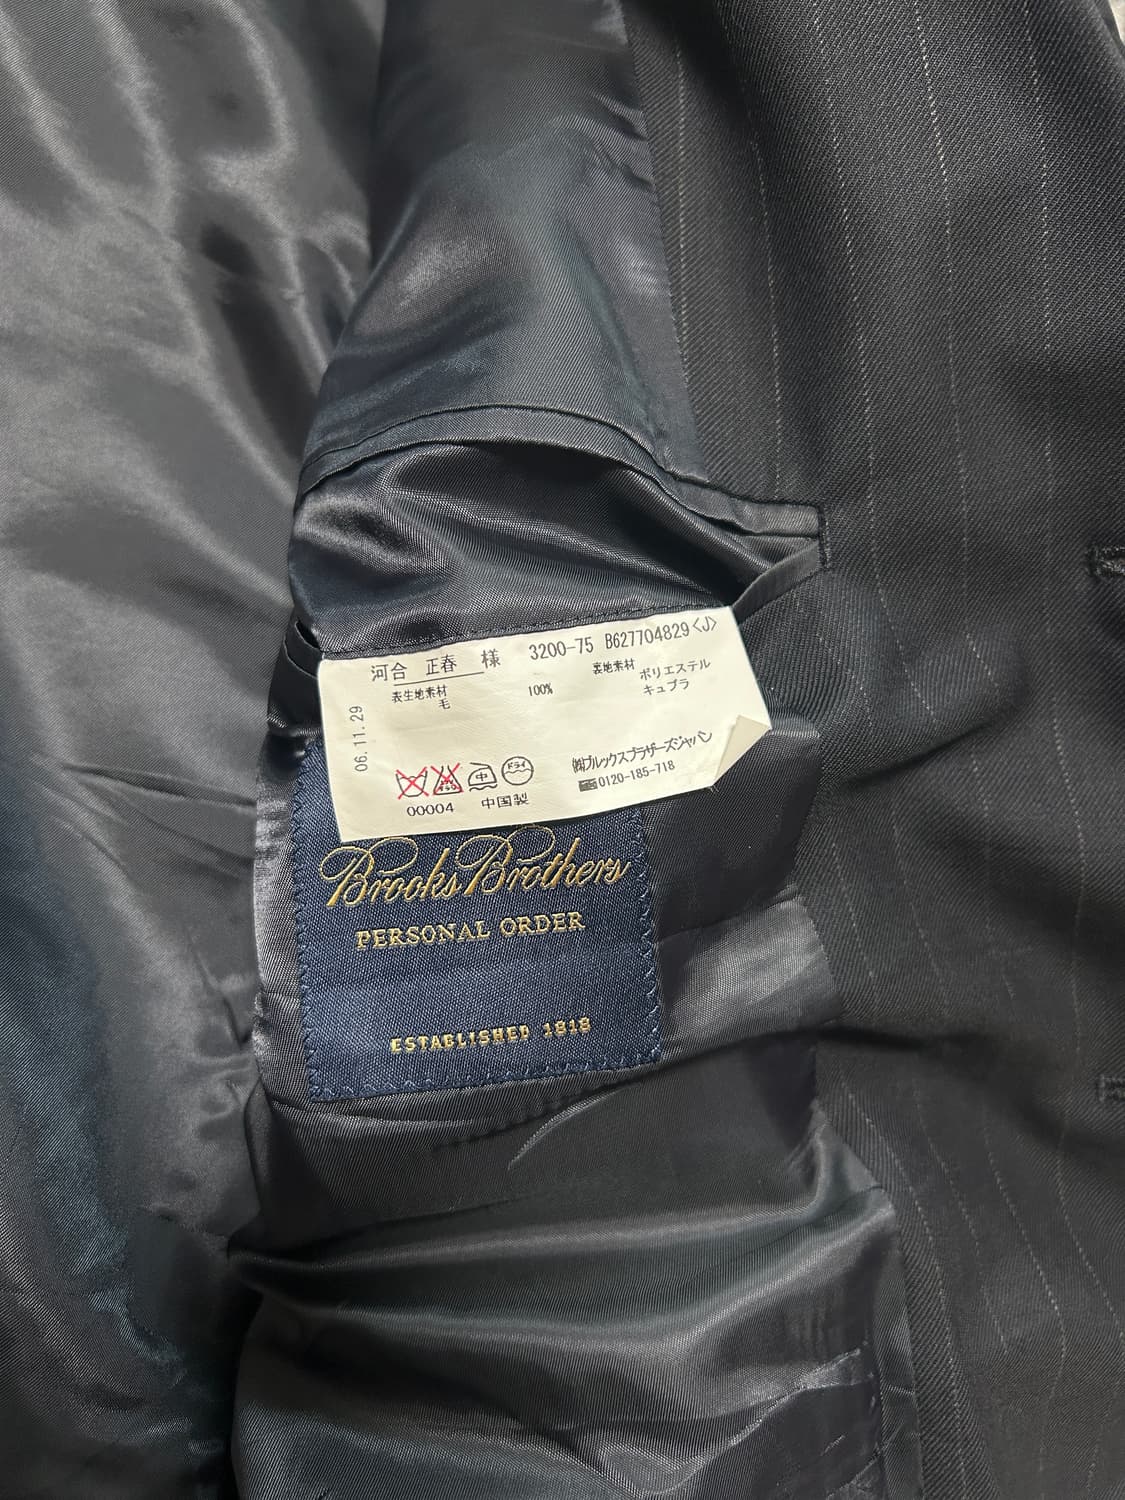 河合 正春 様 3200-75 B627704829<J>
表生地素材 毛 100% 裏地素材 ポリエステル キュプラ
06.11.29
中 ドライ
㈱ブルックスブラザーズジャパン
0120-185-718
00004 中国製
Brooks Brothers
PERSONAL ORDER
ESTABLISHED 1818